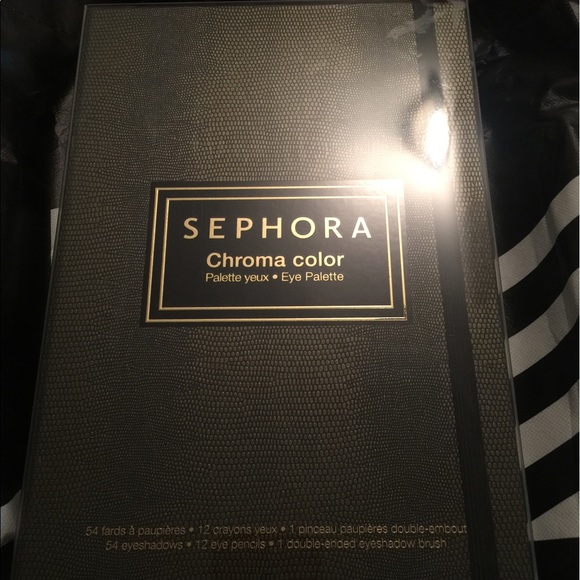 SEPHORA
Chroma color
Palette yeux • Eye Palette
54 fards à paupières • 12 crayons yeux • 1 pinceau paupières double-embout
54 eyeshadows • 12 eye pencils • 1 double-ended eyeshadow brush